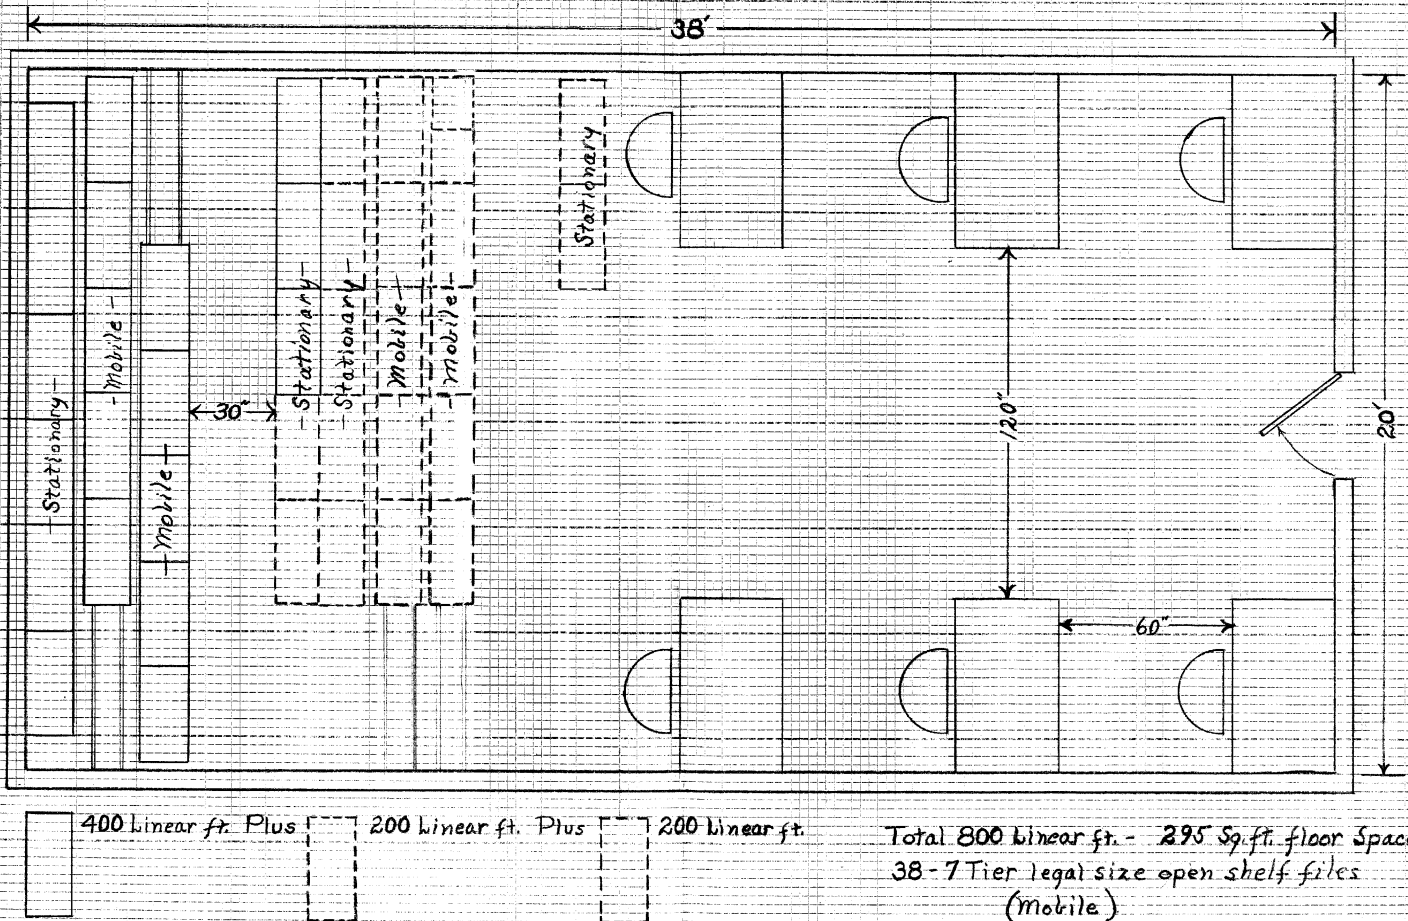 38'
Stationary
Mobile
Mobile
30"
Stationary
Stationary
Mobile
Mobile
Stationary
120"
60"
20'
400 Linear ft. Plus 200 Linear ft. Plus 200 Linear ft.
Total 800 Linear ft. - 295 Sq. ft. floor Spac
38-7 Tier legal size open shelf files
(Mobile)